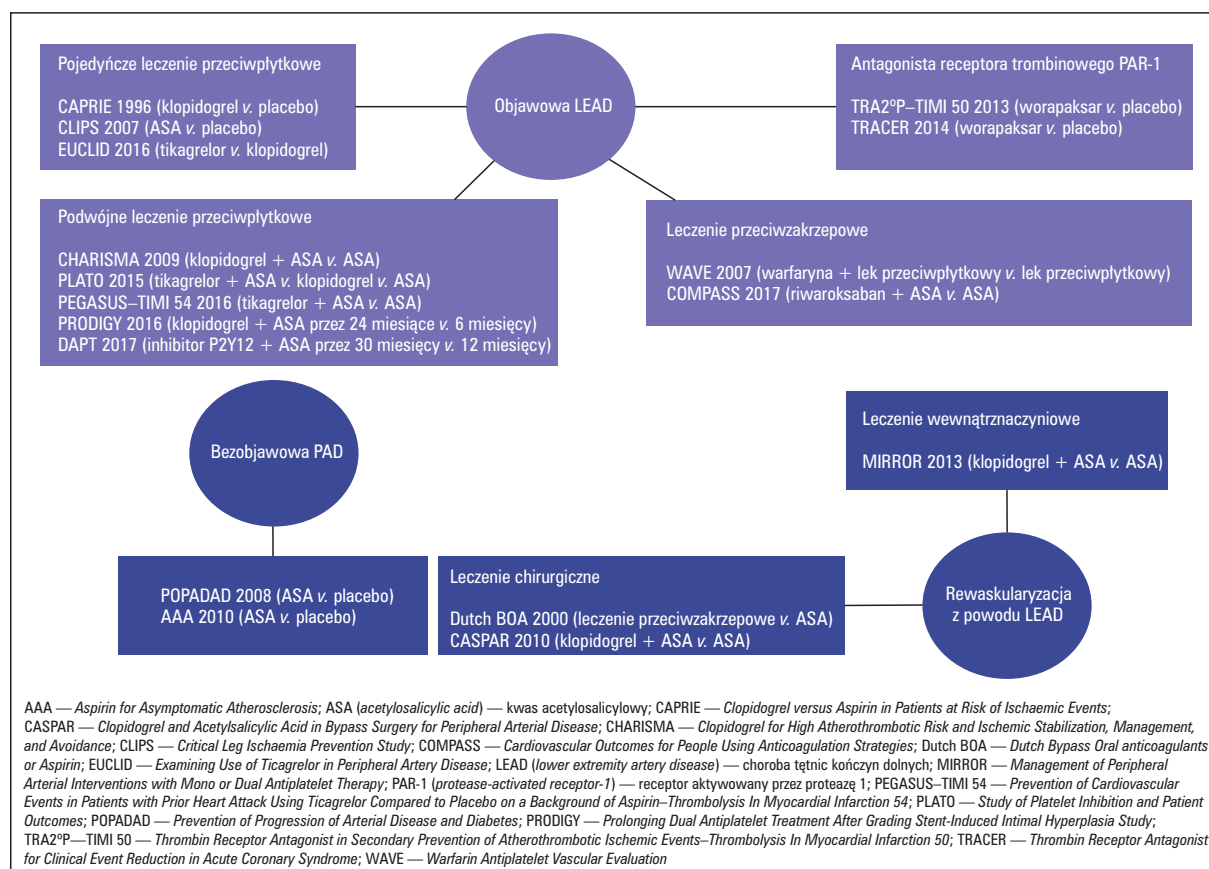 Pojedyńcze leczenie przeciwpłytkowe
CAPRIE 1996 (klopidogrel v. placebo)
CLIPS 2007 (ASA v. placebo)
EUCLID 2016 (tikagrelor v. klopidogrel)
Objawowa LEAD
Antagonista receptora trombinowego PAR-1
TRA2ºP–TIMI 50 2013 (worapaksar v. placebo)
TRACER 2014 (worapaksar v. placebo)
Podwójne leczenie przeciwpłytkowe
CHARISMA 2009 (klopidogrel + ASA v. ASA)
PLATO 2015 (tikagrelor + ASA v. klopidogrel v. ASA)
PEGASUS–TIMI 54 2016 (tikagrelor + ASA v. ASA)
PRODIGY 2016 (klopidogrel + ASA przez 24 miesiące v. 6 miesięcy)
DAPT 2017 (inhibitor P2Y12 + ASA przez 30 miesięcy v. 12 miesięcy)
Leczenie przeciwzakrzepowe
WAVE 2007 (warfaryna + lek przeciwpłytkowy v. lek przeciwpłytkowy)
COMPASS 2017 (riwaroksaban + ASA v. ASA)
Bezobjawowa PAD
POPADAD 2008 (ASA v. placebo)
AAA 2010 (ASA v. placebo)
Leczenie wewnątrznaczyniowe
MIRROR 2013 (klopidogrel + ASA v. ASA)
Leczenie chirurgiczne
Dutch BOA 2000 (leczenie przeciwzakrzepowe v. ASA)
CASPAR 2010 (klopidogrel + ASA v. ASA)
Rewaskularyzacja
z powodu LEAD
AAA — Aspirin for Asymptomatic Atherosclerosis; ASA (acetylosalicylic acid) — kwas acetylosalicylowy; CAPRIE — Clopidogrel versus Aspirin in Patients at Risk of Ischaemic Events;
CASPAR — Clopidogrel and Acetylsalicylic Acid in Bypass Surgery for Peripheral Arterial Disease; CHARISMA — Clopidogrel for High Atherothrombotic Risk and Ischemic Stabilization, Management,
and Avoidance; CLIPS — Critical Leg Ischaemia Prevention Study; COMPASS — Cardiovascular Outcomes for People Using Anticoagulation Strategies; Dutch BOA — Dutch Bypass Oral anticoagulants
or Aspirin; EUCLID — Examining Use of Ticagrelor in Peripheral Artery Disease; LEAD (lower extremity artery disease) — choroba tętnic kończyn dolnych; MIRROR — Management of Peripheral
Arterial Interventions with Mono or Dual Antiplatelet Therapy; PAR-1 (protease-activated receptor-1) — receptor aktywowany przez proteazę 1; PEGASUS–TIMI 54 — Prevention of Cardiovascular
Events in Patients with Prior Heart Attack Using Ticagrelor Compared to Placebo on a Background of Aspirin–Thrombolysis In Myocardial Infarction 54; PLATO — Study of Platelet Inhibition and Patient
Outcomes; POPADAD — Prevention of Progression of Arterial Disease and Diabetes; PRODIGY — Prolonging Dual Antiplatelet Treatment After Grading Stent-Induced Intimal Hyperplasia Study;
TRA2ºP–TIMI 50 — Thrombin Receptor Antagonist in Secondary Prevention of Atherothrombotic Ischemic Events–Thrombolysis In Myocardial Infarction 50; TRACER — Thrombin Receptor Antagonist
for Clinical Event Reduction in Acute Coronary Syndrome; WAVE — Warfarin Antiplatelet Vascular Evaluation